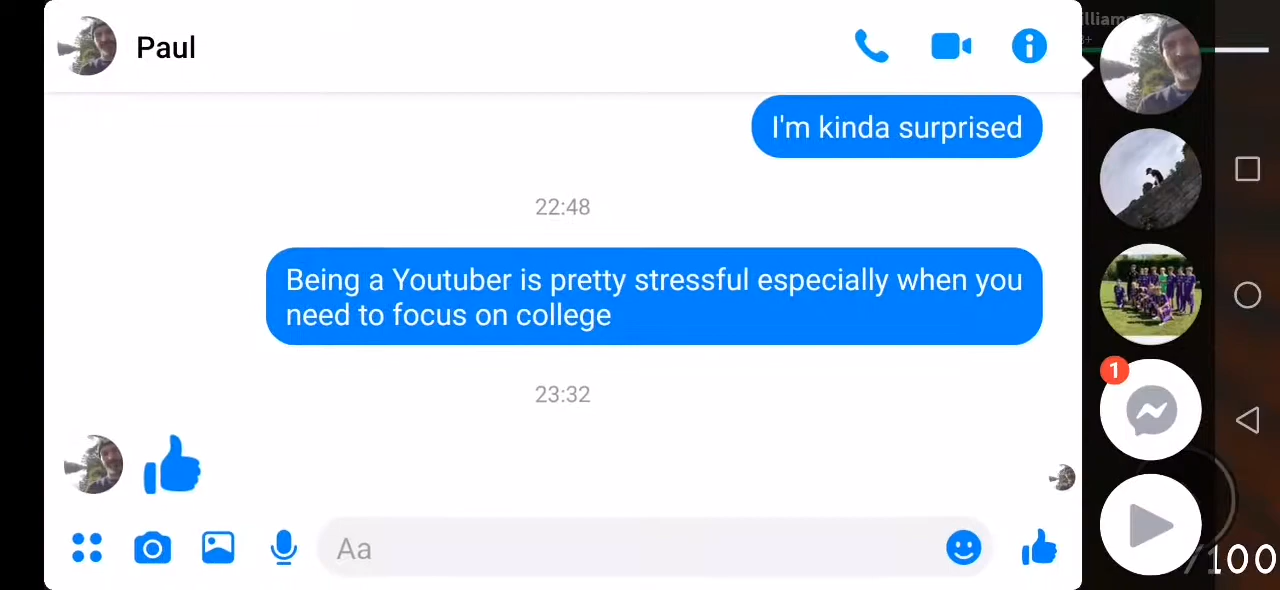 Paul
I'm kinda surprised
22:48
Being a Youtuber is pretty stressful especially when you
need to focus on college
23:32
Aa
1
/100